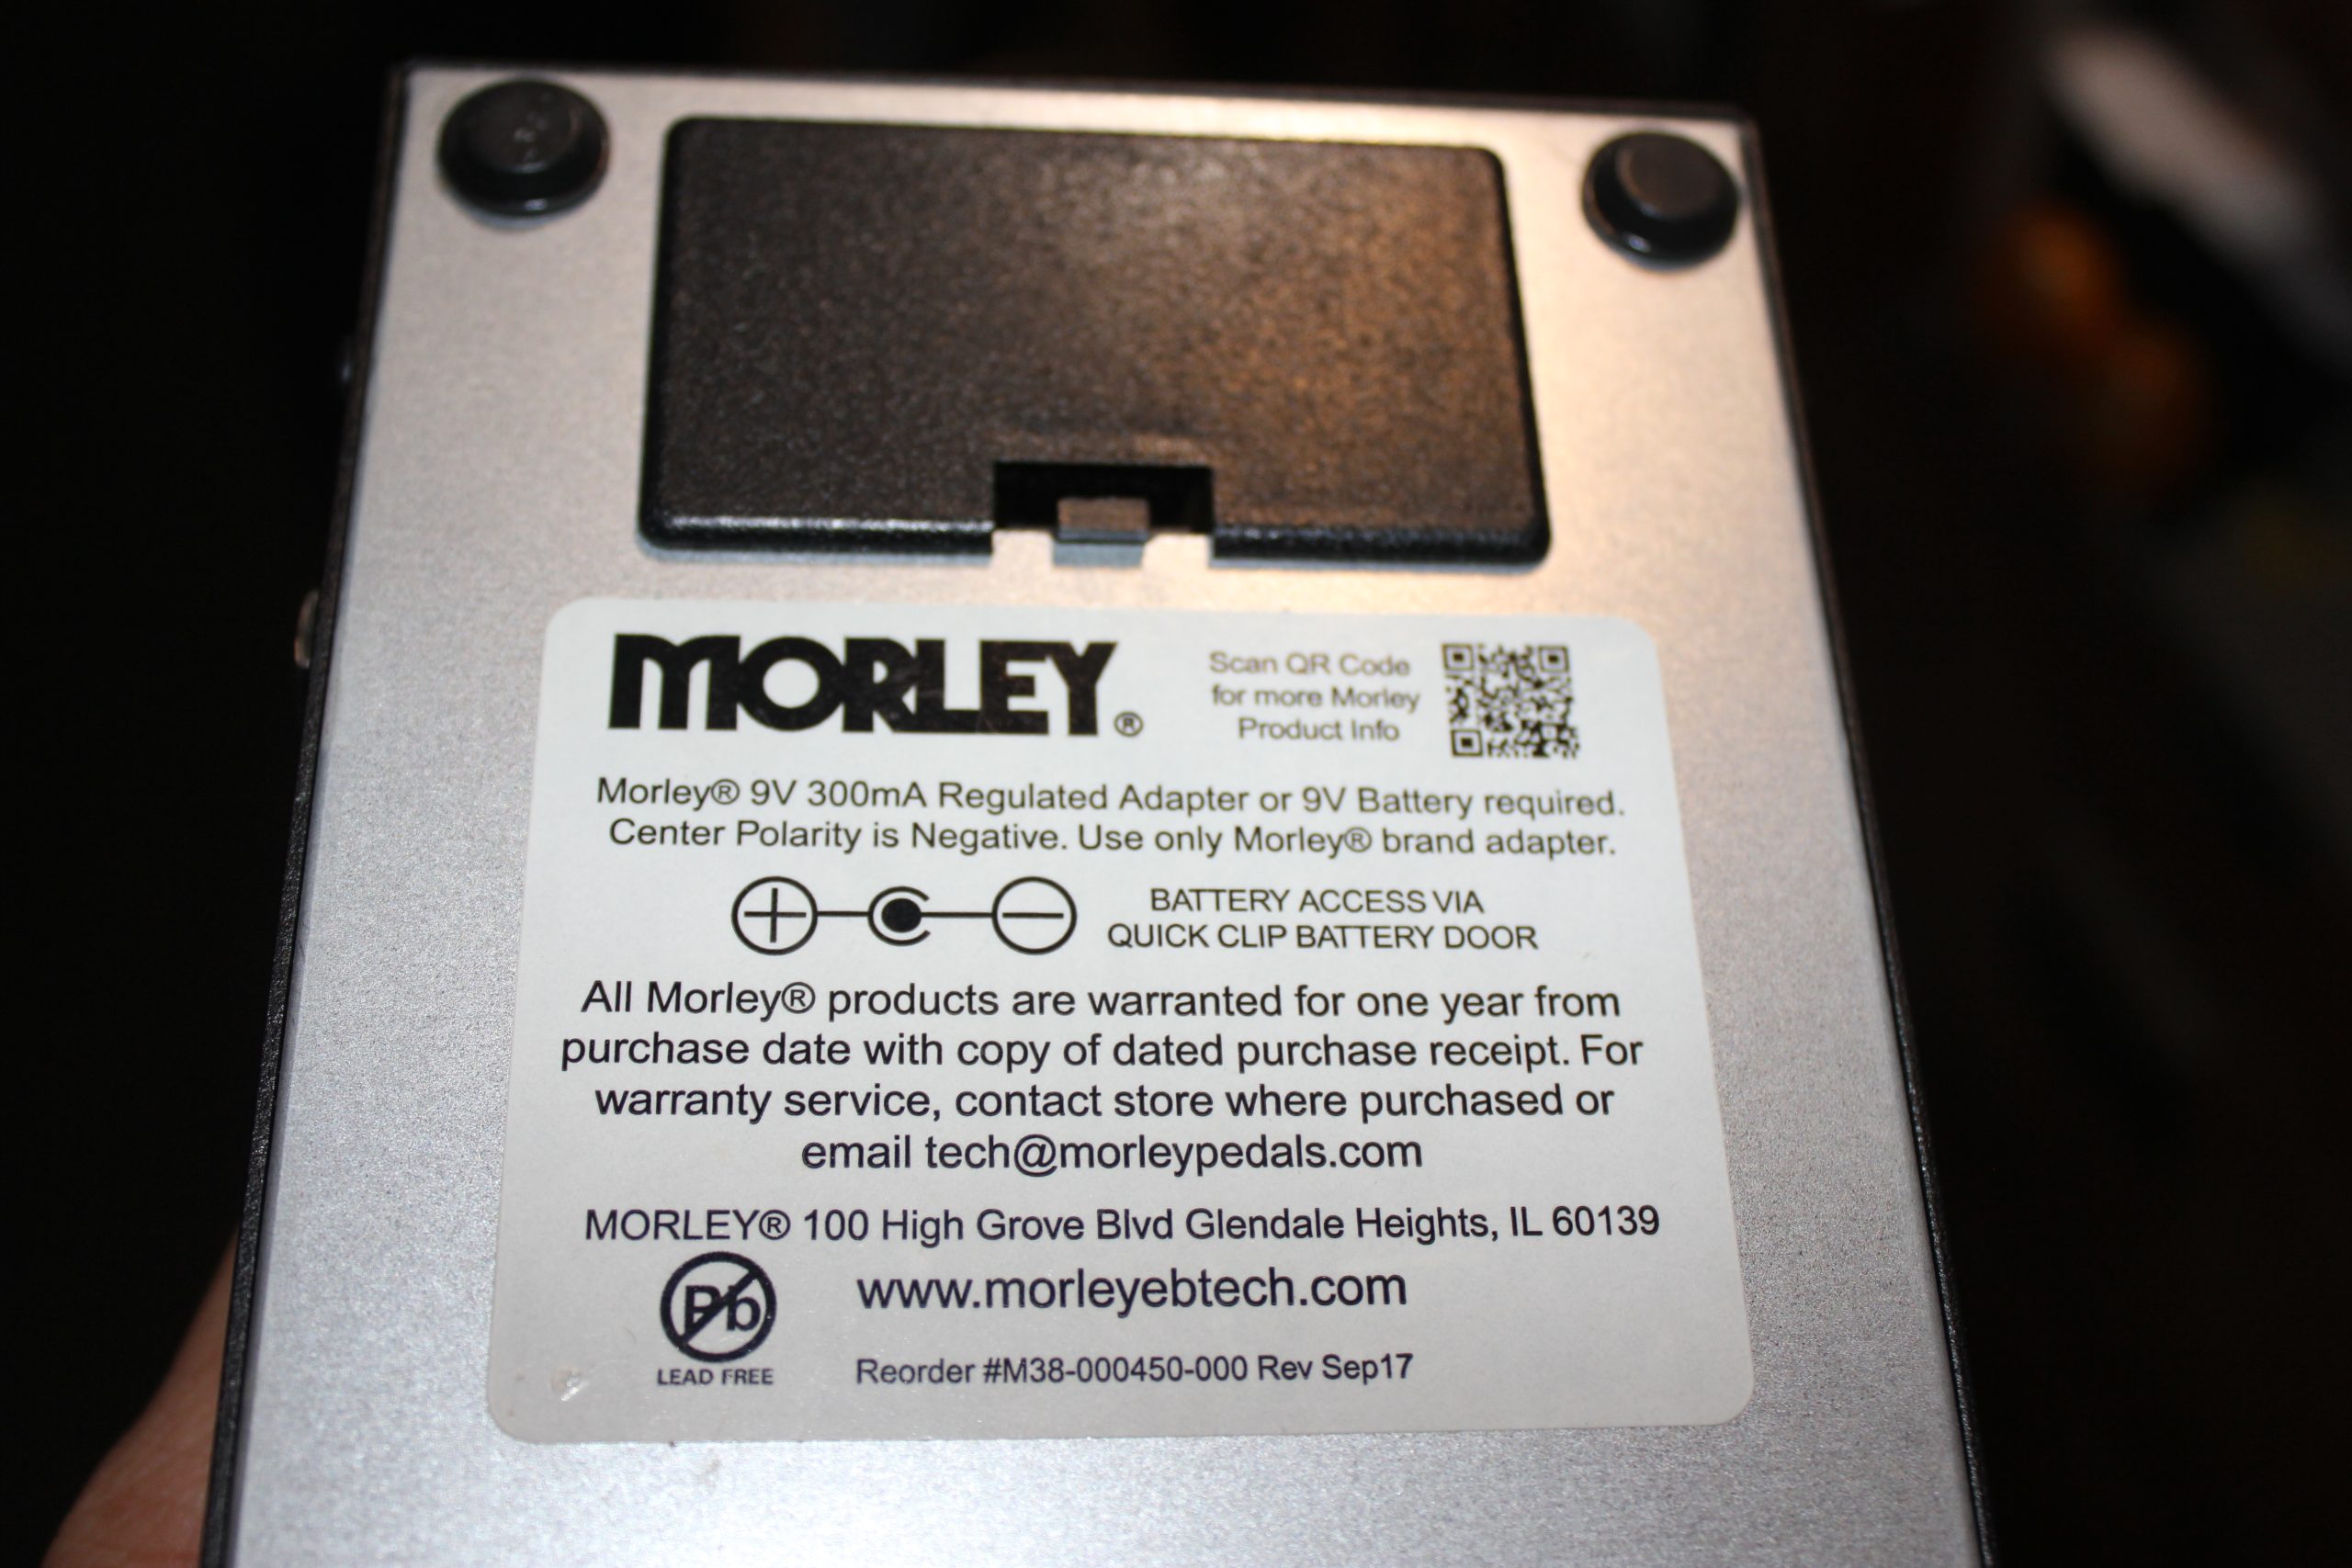 MORLEY®
Scan QR Code
for more Morley
Product Info
Morley® 9V 300mA Regulated Adapter or 9V Battery required.
Center Polarity is Negative. Use only Morley® brand adapter.
BATTERY ACCESS VIA
QUICK CLIP BATTERY DOOR
All Morley® products are warranted for one year from
purchase date with copy of dated purchase receipt. For
warranty service, contact store where purchased or
email tech@morleypedals.com
MORLEY® 100 High Grove Blvd Glendale Heights, IL 60139
Pb
www.morleyebtech.com
LEAD FREE
Reorder #M38-000450-000 Rev Sep17